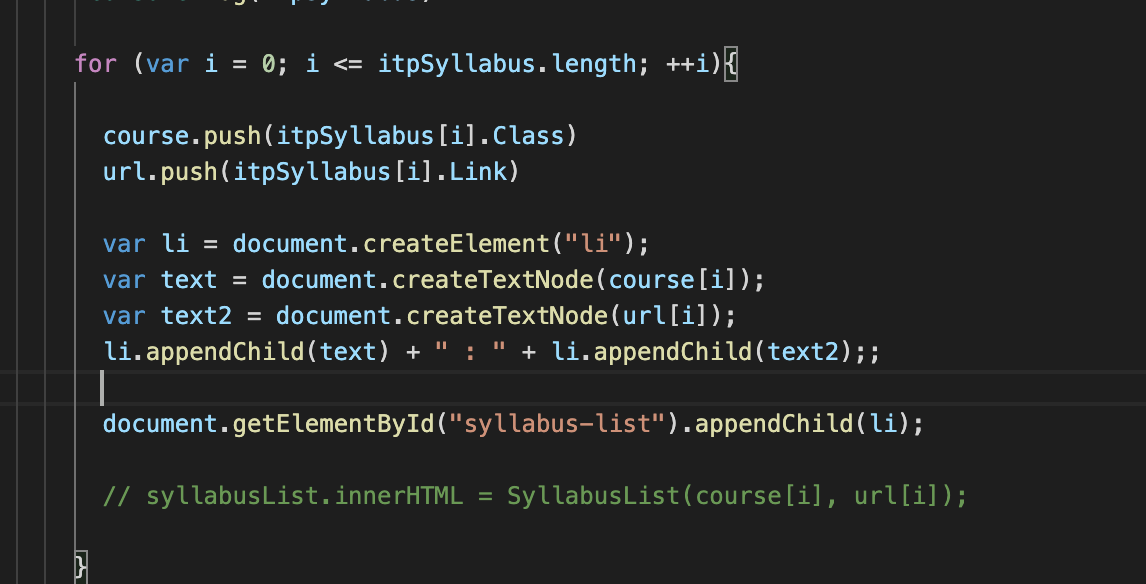 for (var i = 0; i <= itpSyllabus.length; ++i){
course.push(itpSyllabus[i].Class)
url.push(itpSyllabus[i].Link)
var li = document.createElement("li");
var text = document.createTextNode(course[i]);
var text2 = document.createTextNode(url[i]);
li.appendChild(text) + " : " + li.appendChild(text2);;
document.getElementById("syllabus-list").appendChild(li);
// syllabusList.innerHTML = SyllabusList(course[i], url[i]);
}